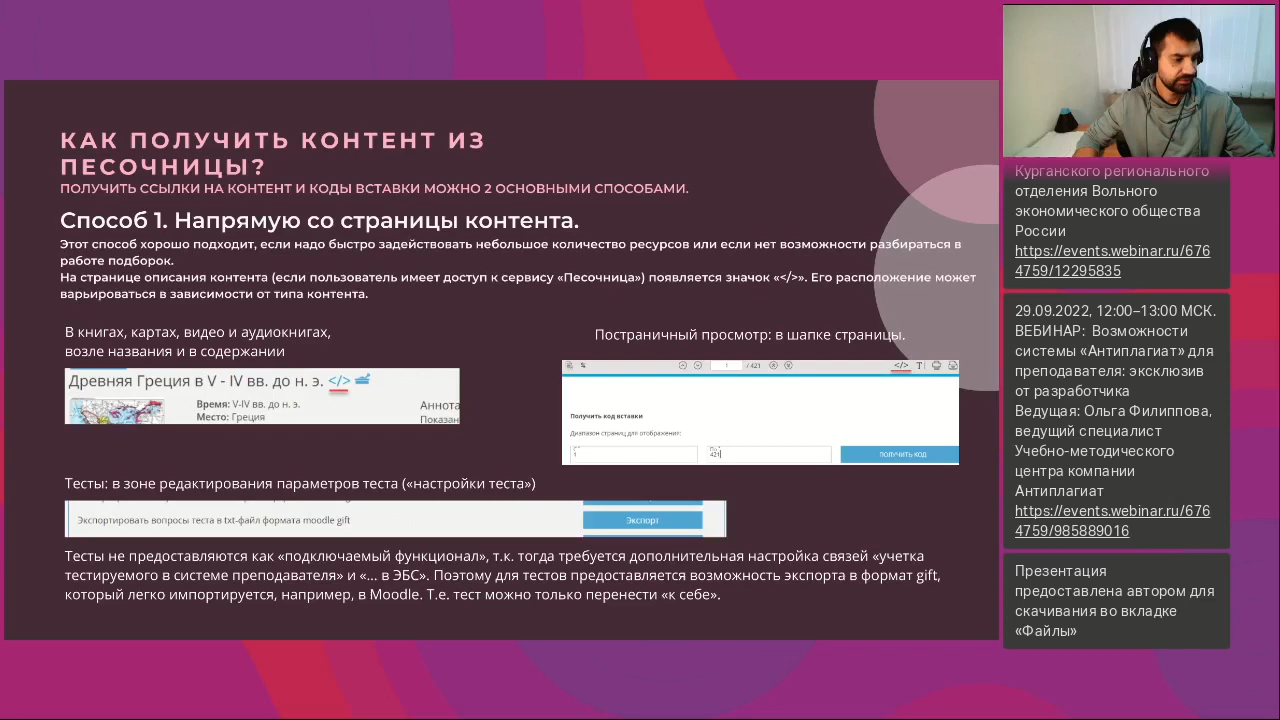 КАК ПОЛУЧИТЬ КОНТЕНТ ИЗ
ПЕСОЧНИЦЫ?
ПОЛУЧИТЬ ССЫЛКИ НА КОНТЕНТ И КОДЫ ВСТАВКИ МОЖНО 2 ОСНОВНЫМИ СПОСОБАМИ.
Способ 1. Напрямую со страницы контента.
Этот способ хорошо подходит, если надо быстро задействовать небольшое количество ресурсов или если нет возможности разбираться в
работе подборок.
На странице описания контента (если пользователь имеет доступ к сервису «Песочница») появляется значок «</>». Его расположение может
варьироваться в зависимости от типа контента.
В книгах, картах, видео и аудиокнигах,
возле названия и в содержании
Древняя Греция в V - IV вв. до н. э. </>
Время: V-IV вв. до н. э.
Место: Греция
Аннота
Показан
Постраничный просмотр: в шапке страницы.
1 / 421 </> T
Получить код вставки
Диапазон страниц для отображения:
1
421
ПОЛУЧИТЬ КОД
Тесты: в зоне редактирования параметров теста («настройки теста»)
Экспортировать вопросы теста в txt-файл формата moodle gift
Экспорт
Тесты не предоставляются как «подключаемый функционал», т.к. тогда требуется дополнительная настройка связей «учетка
тестируемого в системе преподавателя» и «... в ЭБС». Поэтому для тестов предоставляется возможность экспорта в формат gift,
который легко импортируется, например, в Moodle. Т.е. тест можно только перенести «к себе».
Курганского регионального
отделения Вольного
экономического общества
России
https://events.webinar.ru/676
4759/12295835
29.09.2022, 12:00–13:00 МСК.
ВЕБИНАР: Возможности
системы «Антиплагиат» для
преподавателя: эксклюзив
от разработчика
Ведущая: Ольга Филиппова,
ведущий специалист
Учебно-методического
центра компании
Антиплагиат
https://events.webinar.ru/676
4759/985889016
Презентация
предоставлена автором для
скачивания во вкладке
«Файлы»